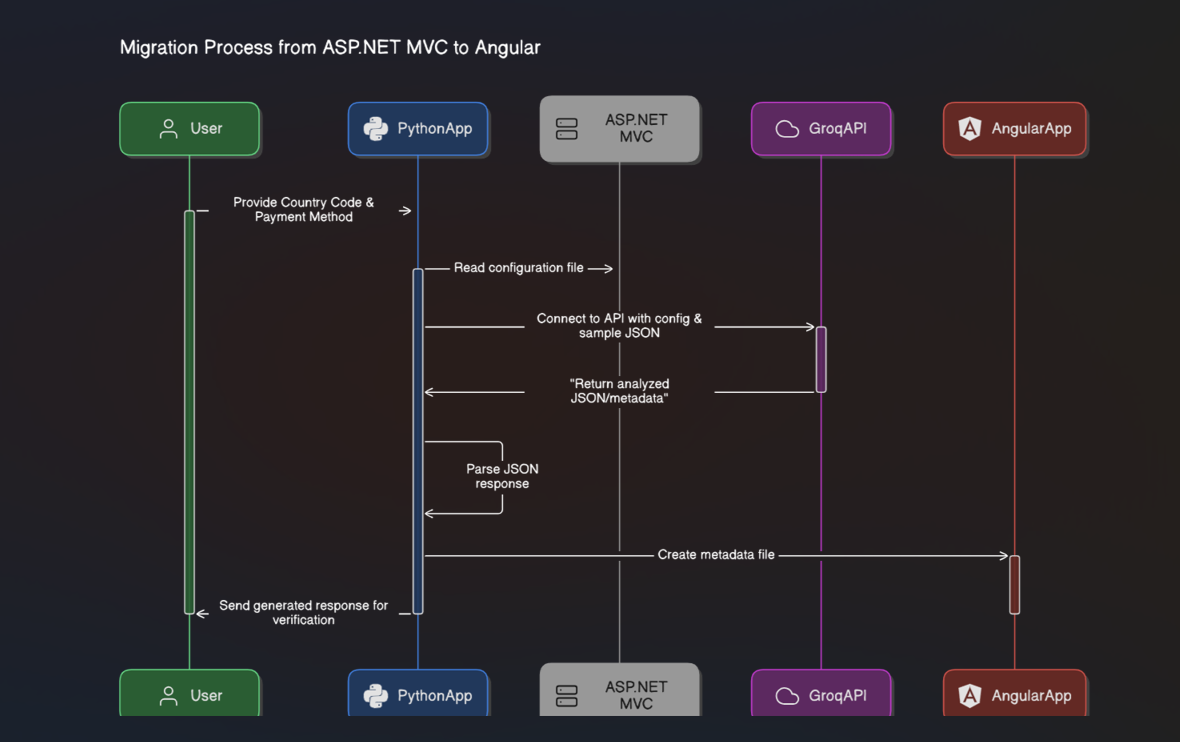 Migration Process from ASP.NET MVC to Angular
User
PythonApp
ASP.NET
MVC
GroqAPI
AngularApp
Provide Country Code &
Payment Method
Read configuration file
Connect to API with config &
sample JSON
"Return analyzed
JSON/metadata"
Parse JSON
response
Create metadata file
Send generated response for
verification
User
PythonApp
ASP.NET
MVC
GroqAPI
AngularApp